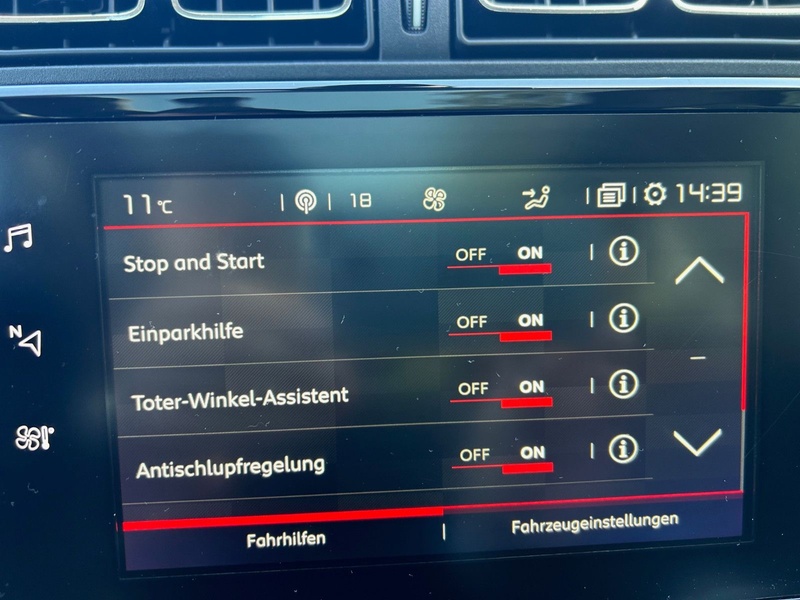 11°C | | 18 | | 14:39
Stop and Start OFF ON | i
Einparkhilfe OFF ON | i
N
Toter-Winkel-Assistent OFF ON | i
Antischlupfregelung OFF ON | i
Fahrhilfen | Fahrzeugeinstellungen